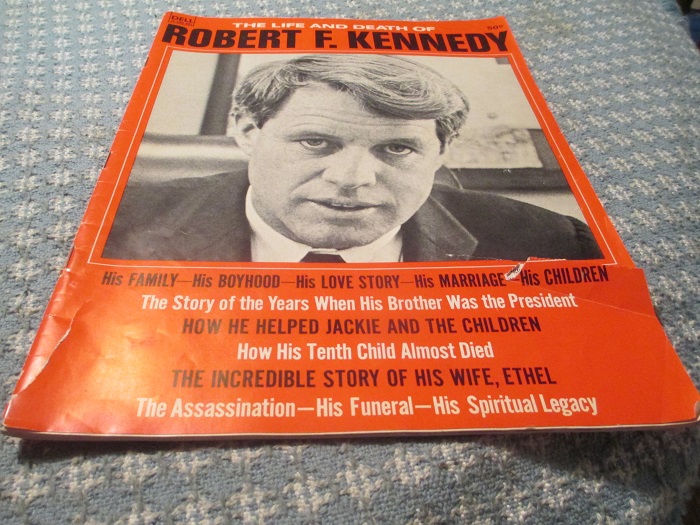 DELL
THE LIFE AND DEATH OF
50¢
ROBERT F. KENNEDY
His FAMILY—His BOYHOOD—His LOVE STORY—His MARRIAGE—His CHILDREN
The Story of the Years When His Brother Was the President
HOW HE HELPED JACKIE AND THE CHILDREN
How His Tenth Child Almost Died
THE INCREDIBLE STORY OF HIS WIFE, ETHEL
The Assassination—His Funeral—His Spiritual Legacy